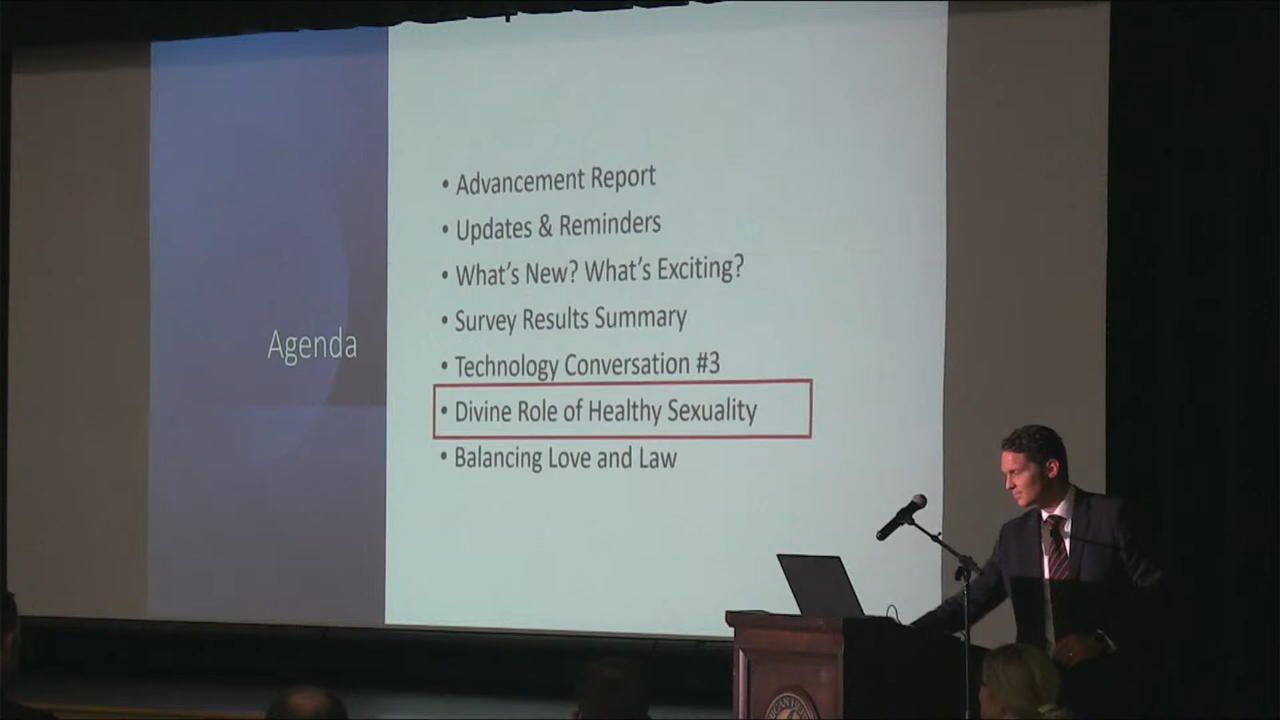 Agenda
• Advancement Report
• Updates & Reminders
• What's New? What's Exciting?
• Survey Results Summary
• Technology Conversation #3
• Divine Role of Healthy Sexuality
• Balancing Love and Law